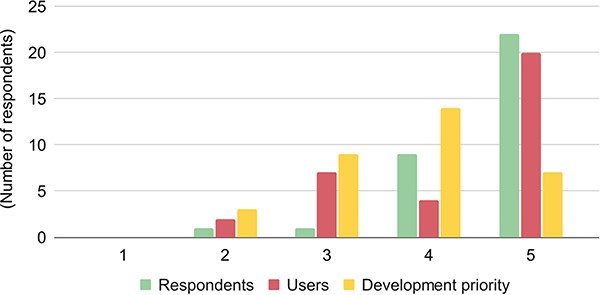 (Number of respondents)
25
20
15
10
5
0
1 2 3 4 5
Respondents Users Development priority